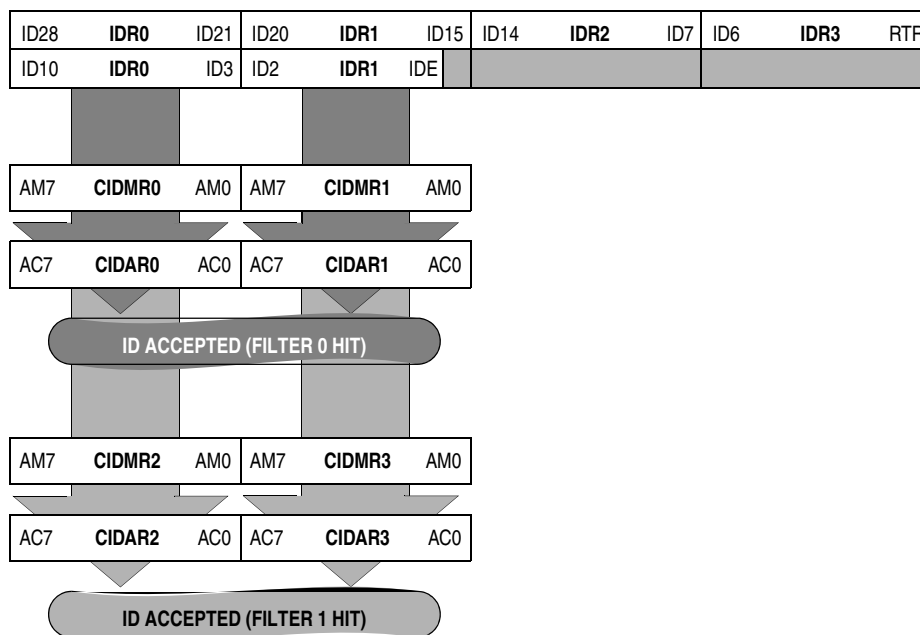 ID28 IDR0 ID21 ID20 IDR1 ID15 ID14 IDR2 ID7 ID6 IDR3 RTR
ID10 IDR0 ID3 ID2 IDR1 IDE
AM7 CIDMR0 AM0 AM7 CIDMR1 AM0
AC7 CIDAR0 AC0 AC7 CIDAR1 AC0
ID ACCEPTED (FILTER 0 HIT)
AM7 CIDMR2 AM0 AM7 CIDMR3 AM0
AC7 CIDAR2 AC0 AC7 CIDAR3 AC0
ID ACCEPTED (FILTER 1 HIT)